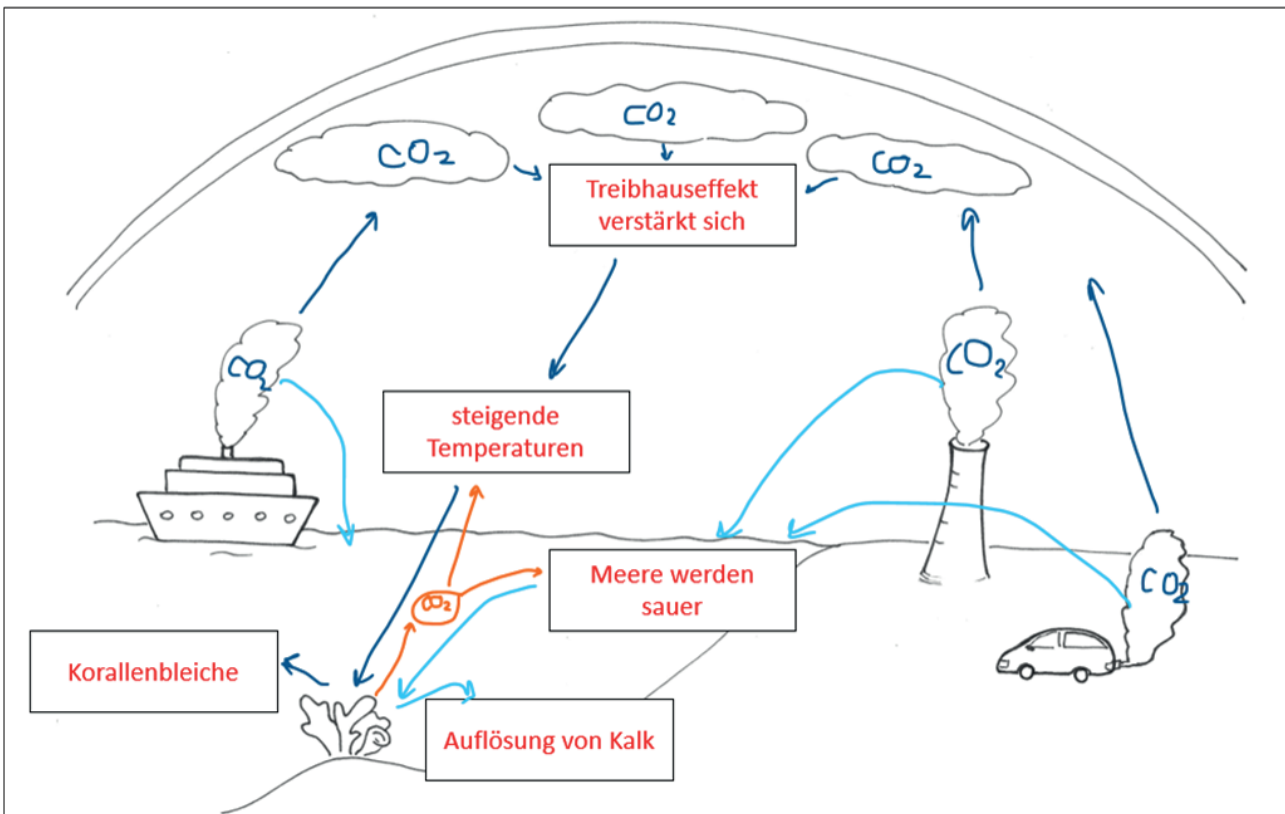 CO₂
CO₂
CO₂
Treibhauseffekt
verstärkt sich
CO₂
CO₂
steigende
Temperaturen
CO₂
Meere werden
sauer
CO₂
Korallenbleiche
Auflösung von Kalk